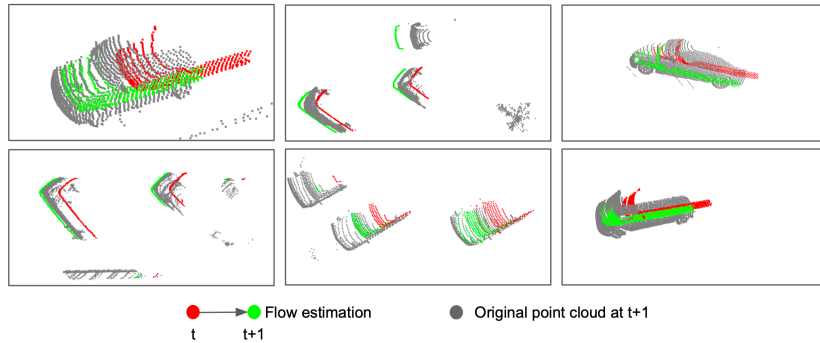 Flow estimation
Original point cloud at t+1
t
t+1